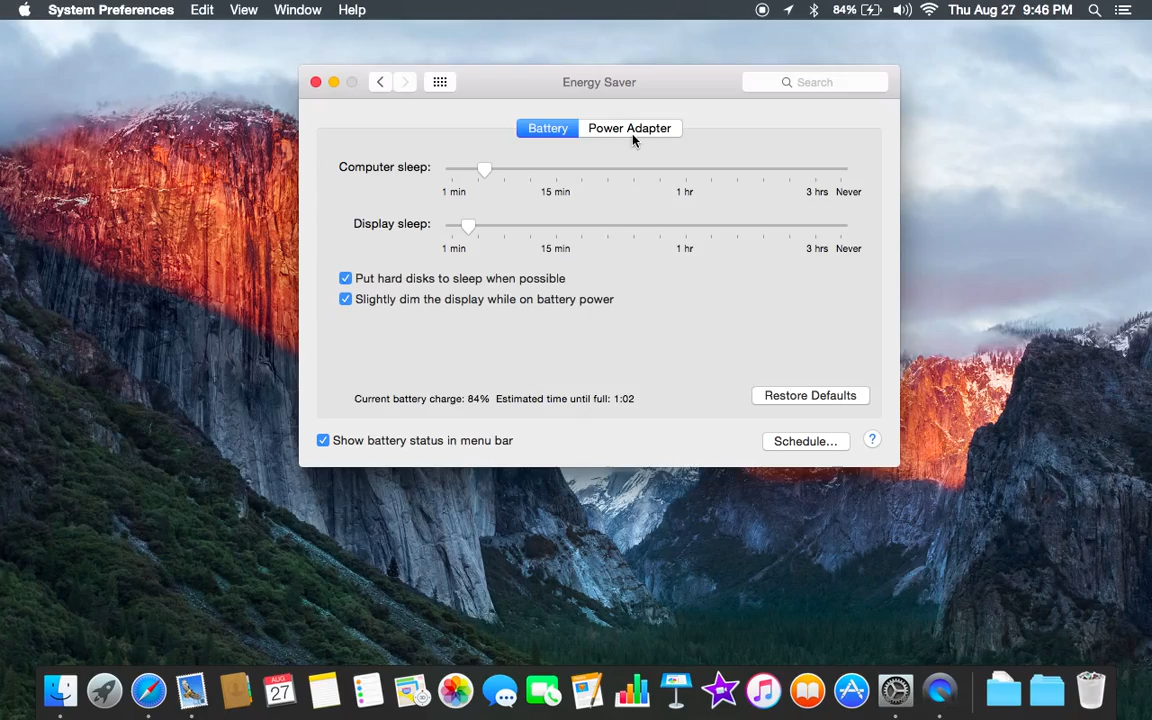 System Preferences Edit View Window Help 84% Thu Aug 27 9:46 PM
Energy Saver Search
Battery Power Adapter
Computer sleep:
1 min 15 min 1 hr 3 hrs Never
Display sleep:
1 min 15 min 1 hr 3 hrs Never
Put hard disks to sleep when possible
Slightly dim the display while on battery power
Current battery charge: 84% Estimated time until full: 1:02 Restore Defaults
Show battery status in menu bar Schedule... ?
AUG
27